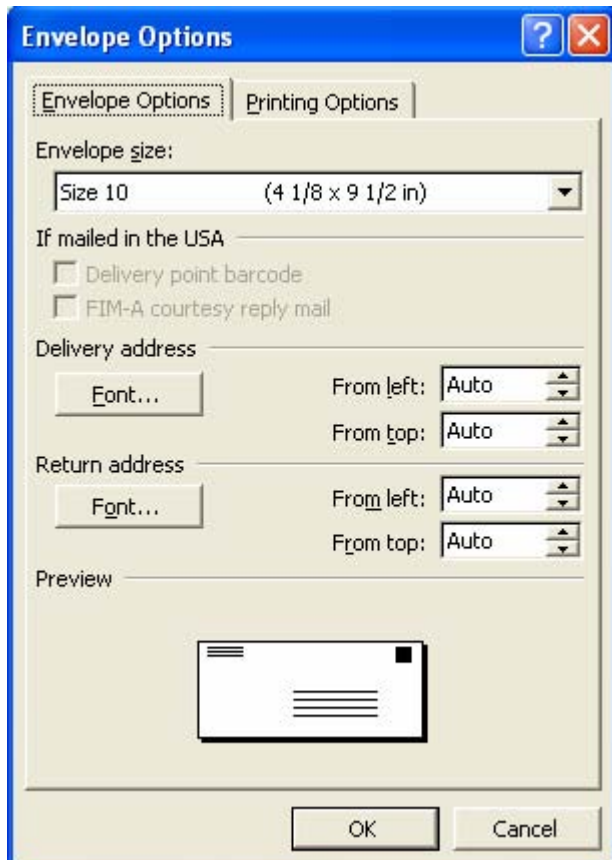 Envelope Options
Envelope Options Printing Options
Envelope size:
Size 10 (4 1/8 x 9 1/2 in)
If mailed in the USA
Delivery point barcode
FIM-A courtesy reply mail
Delivery address
Font... From left: Auto
From top: Auto
Return address
Font... From left: Auto
From top: Auto
Preview
OK Cancel